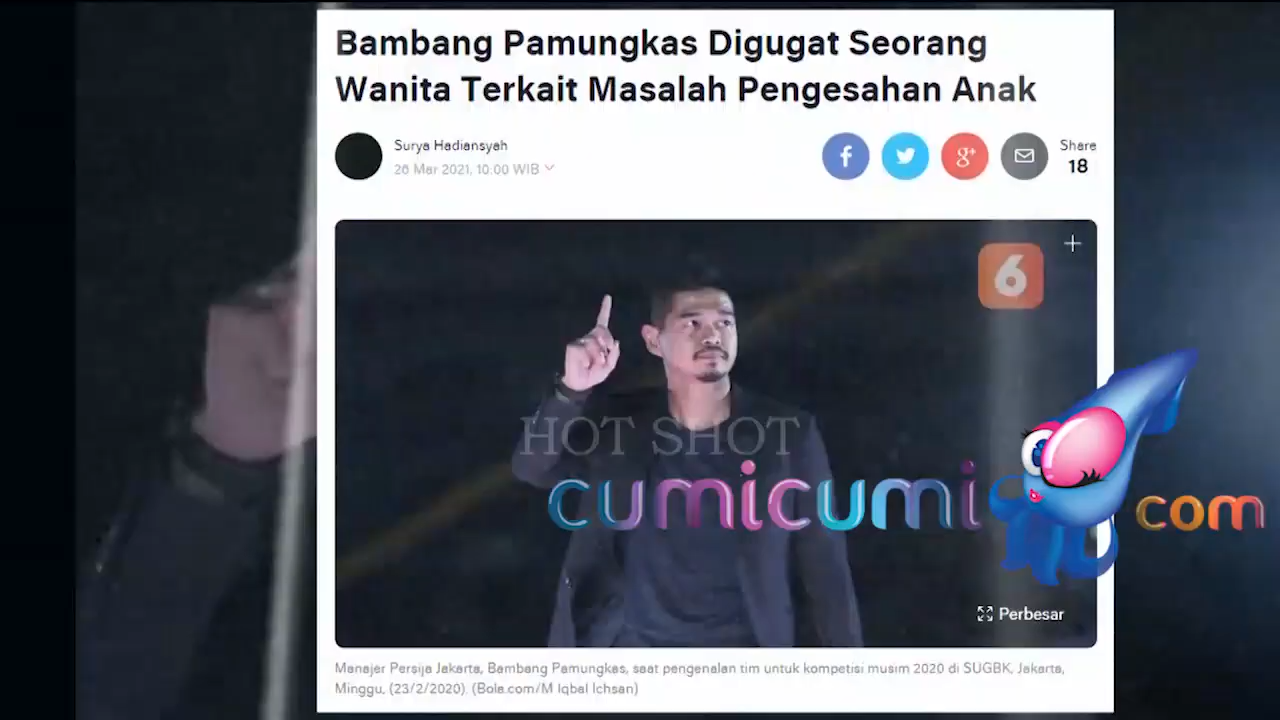 Bambang Pamungkas Digugat Seorang
Wanita Terkait Masalah Pengesahan Anak
Surya Hadiansyah
26 Mar 2021, 10:00 WIB
f
g+
Share
18
6
+
HOT SHOT
cumicumi
com
Perbesar
Manajer Persija Jakarta, Bambang Pamungkas, saat pengenalan tim untuk kompetisi musim 2020 di SUGBK, Jakarta,
Minggu, (23/2/2020). (Bola.com/M Iqbal Ichsan)